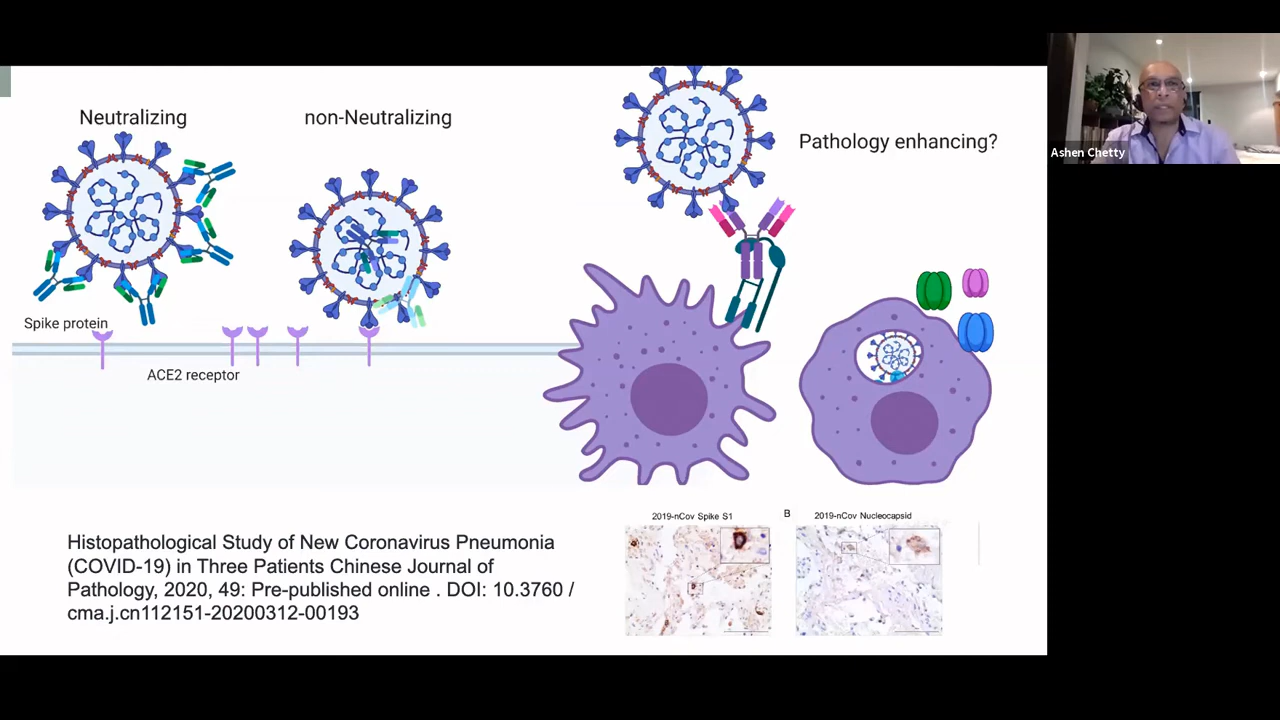 Neutralizing
non-Neutralizing
Pathology enhancing?
Ashen Chetty
Spike protein
ACE2 receptor
2019-nCov Spike S1
B
2019-nCov Nucleocapsid
Histopathological Study of New Coronavirus Pneumonia
(COVID-19) in Three Patients Chinese Journal of
Pathology, 2020, 49: Pre-published online . DOI: 10.3760 /
cma.j.cn112151-20200312-00193